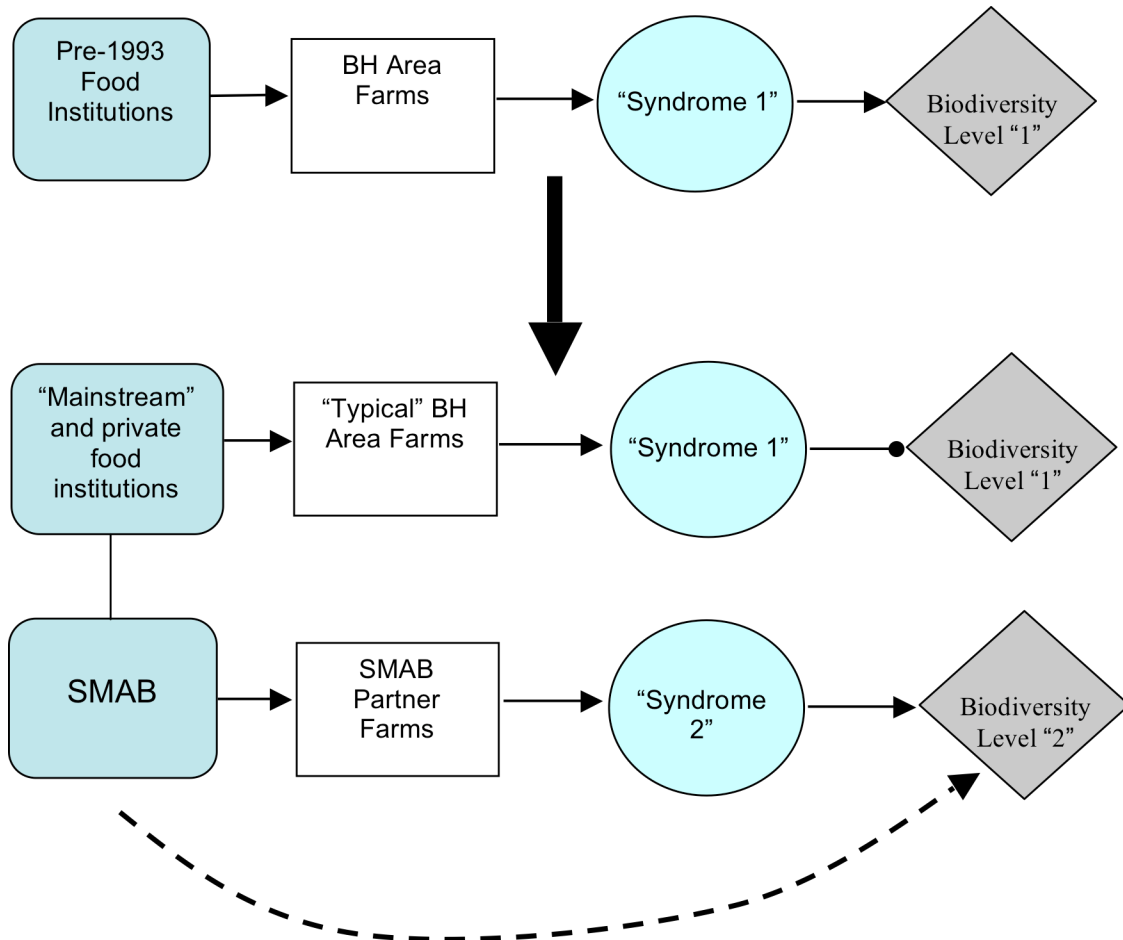 Pre-1993
Food
Institutions
BH Area
Farms
“Syndrome 1”
Biodiversity
Level “1”
“Mainstream”
and private
food
institutions
“Typical” BH
Area Farms
“Syndrome 1”
Biodiversity
Level “1”
SMAB
SMAB
Partner
Farms
“Syndrome
2”
Biodiversity
Level “2”